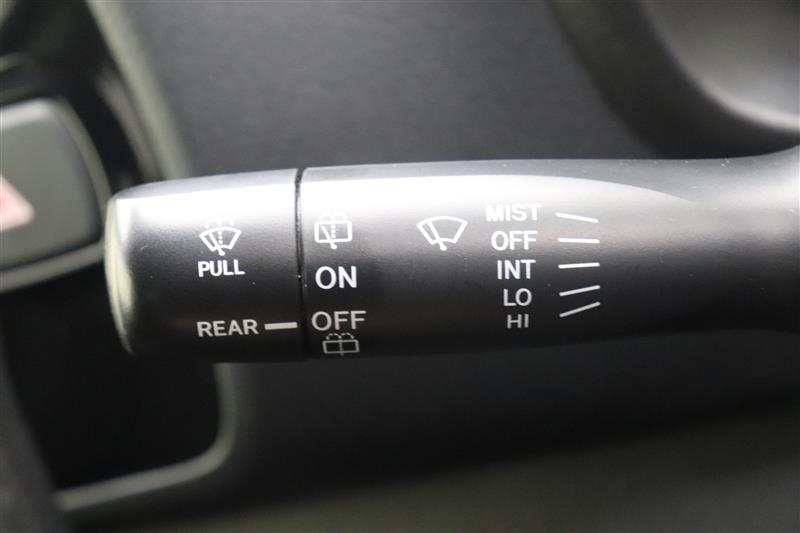 PULL
REAR
ON
OFF
MIST
OFF
INT
LO
HI